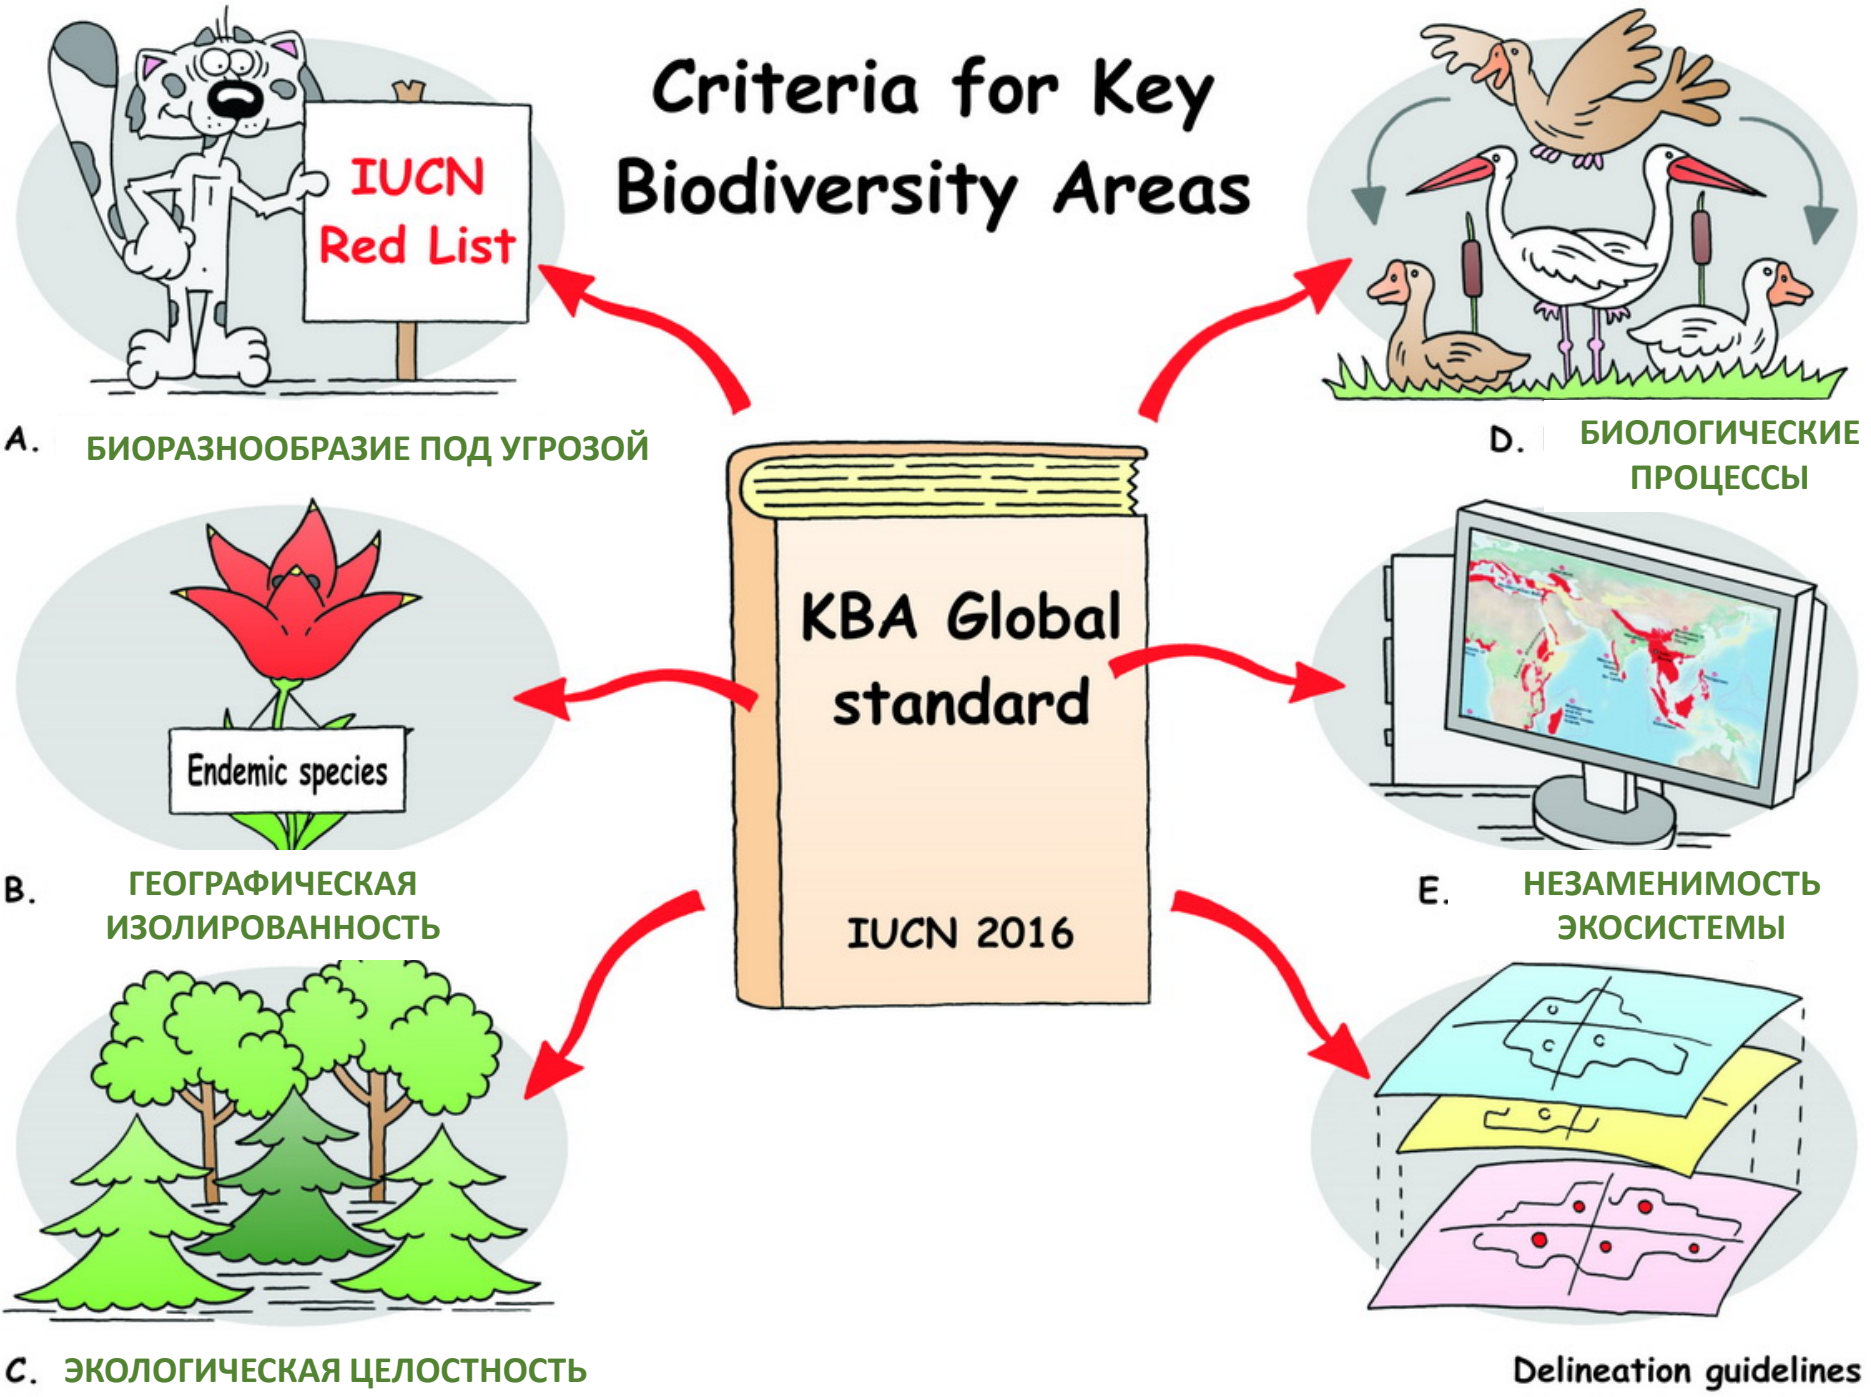 Criteria for Key
Biodiversity Areas
IUCN
Red List
A. БИОРАЗНООБРАЗИЕ ПОД УГРОЗОЙ
D. БИОЛОГИЧЕСКИЕ
ПРОЦЕССЫ
KBA Global
standard
IUCN 2016
Endemic species
B. ГЕОГРАФИЧЕСКАЯ
ИЗОЛИРОВАННОСТЬ
E. НЕЗАМЕНИМОСТЬ
ЭКОСИСТЕМЫ
C. ЭКОЛОГИЧЕСКАЯ ЦЕЛОСТНОСТЬ
Delineation guidelines